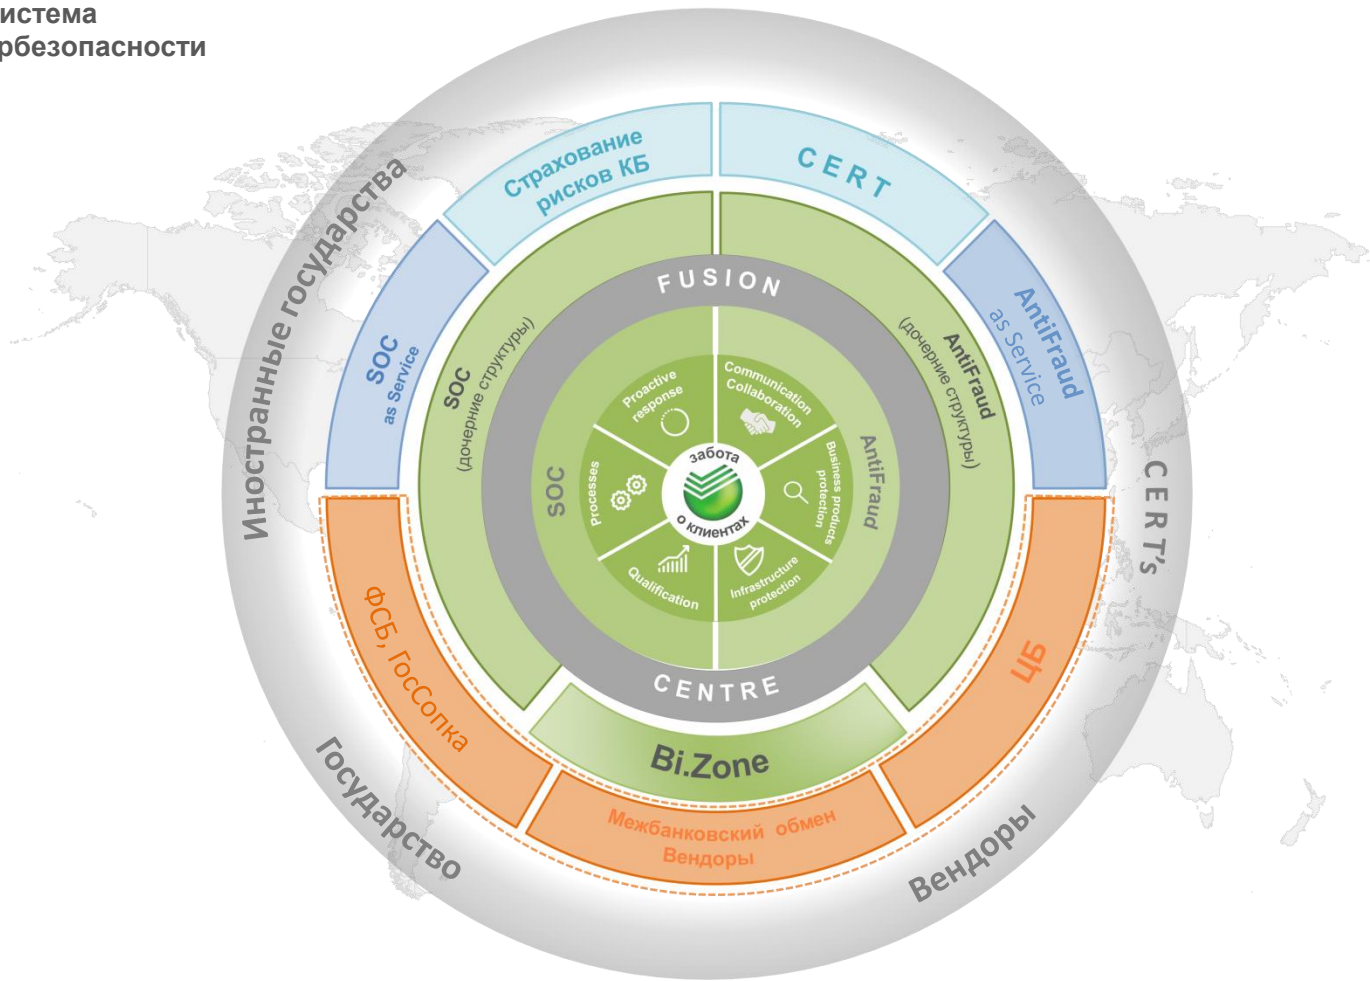 истема
рбезопасности
Иностранные государства
Страхование
рисков КБ
CERT
SOC
as Service
AntiFraud
as Service
SOC
(дочерние структуры)
AntiFraud
(дочерние структуры)
FUSION
Proactive
response
Communication
Collaboration
SOC
Processes
забота
о клиентах
Business products
protection
AntiFraud
Qualification
Infrastructure
protection
CENTRE
CERT's
ФСБ, ГосСопка
ЦБ
Bi.Zone
Межбанковский обмен
Вендоры
Государство
Вендоры